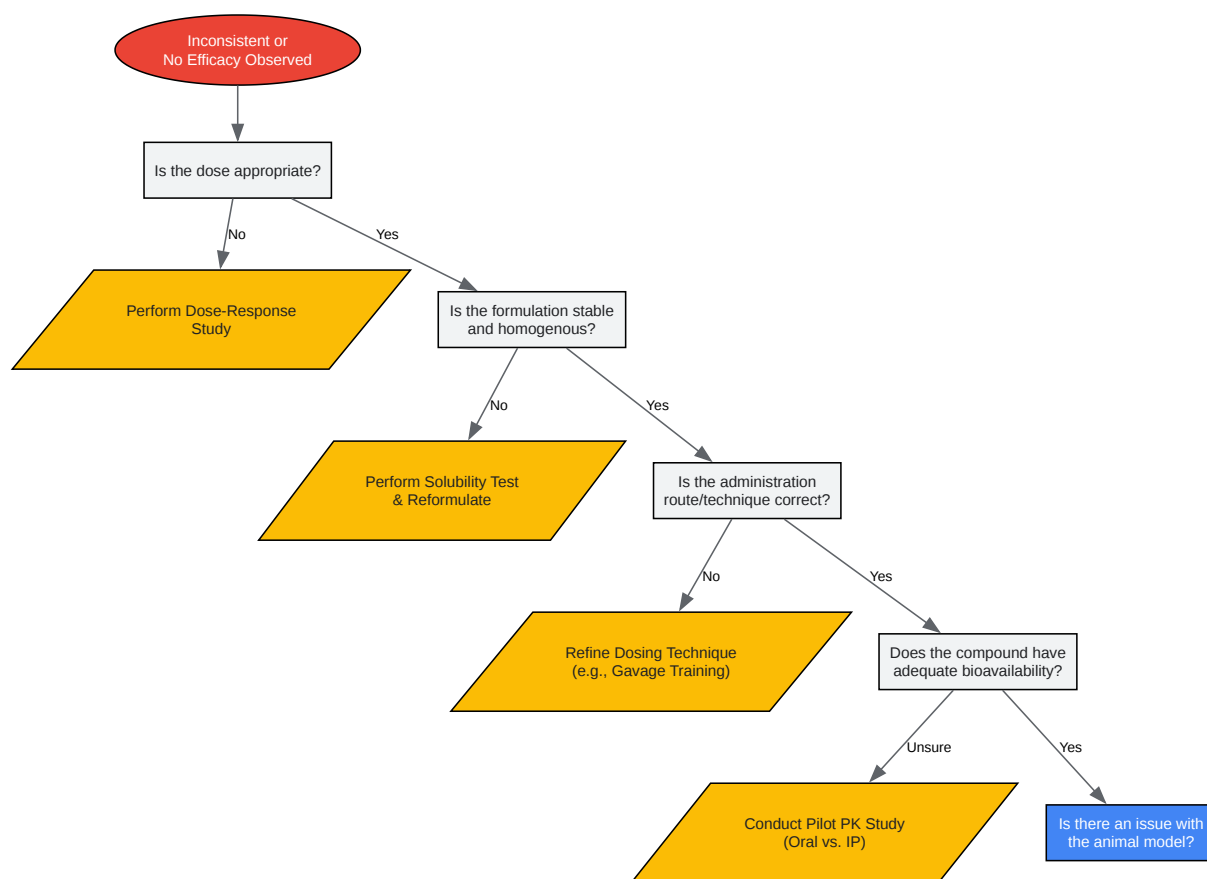 Inconsistent or
No Efficacy Observed
Is the dose appropriate?
No
Yes
Perform Dose-Response
Study
Is the formulation stable
and homogenous?
No
Yes
Perform Solubility Test
& Reformulate
Is the administration
route/technique correct?
No
Yes
Refine Dosing Technique
(e.g., Gavage Training)
Does the compound have
adequate bioavailability?
Unsure
Yes
Conduct Pilot PK Study
(Oral vs. IP)
Is there an issue with
the animal model?